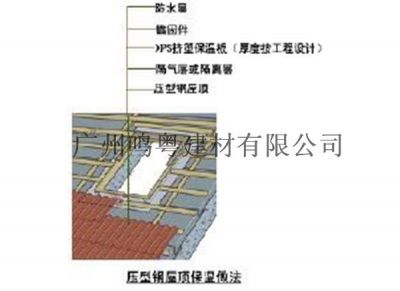 防水层
锚固件
XPS挤塑保温板（厚度按工程设计）
隔气层或隔离层
压型钢屋顶
广州鸣粤建材有限公司
压型钢屋顶保温做法